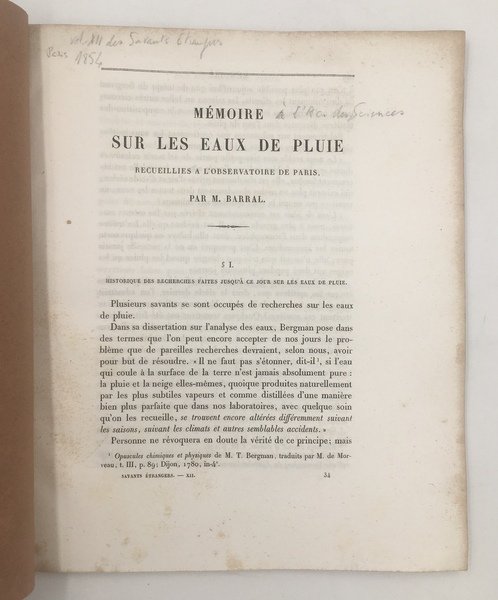 vol. XII des Savants Etrangers
Paris 1854
MÉMOIRE à l'Ac. des Sciences
SUR LES EAUX DE PLUIE
RECUEILLIES A L'OBSERVATOIRE DE PARIS,
PAR M. BARRAL.
§ I.
HISTORIQUE DES RECHERCHES FAITES JUSQU'À CE JOUR SUR LES EAUX DE PLUIE.
Plusieurs savants se sont occupés de recherches sur les eaux
de pluie.
Dans sa dissertation sur l'analyse des eaux, Bergman pose dans
des termes que l'on peut encore accepter de nos jours le pro-
blème que de pareilles recherches devraient, selon nous, avoir
pour but de résoudre. « Il ne faut pas s'étonner, dit-il¹, si l'eau
qui coule à la surface de la terre n'est jamais absolument pure :
la pluie et la neige elles-mêmes, quoique produites naturellement
par les plus subtiles vapeurs et comme distillées d'une manière
bien plus parfaite que dans nos laboratoires, avec quelque soin
qu'on les recueille, se trouvent encore altérées différemment suivant
les saisons, suivant les climats et autres semblables accidents. »
Personne ne révoquera en doute la vérité de ce principe; mais
¹ Opuscules chimiques et physiques de M. T. Bergman, traduits par M. de Mor-
veau, t. III, p. 89; Dijon, 1780, in-4°.
SAVANTS ÉTRANGERS. — XII. 34